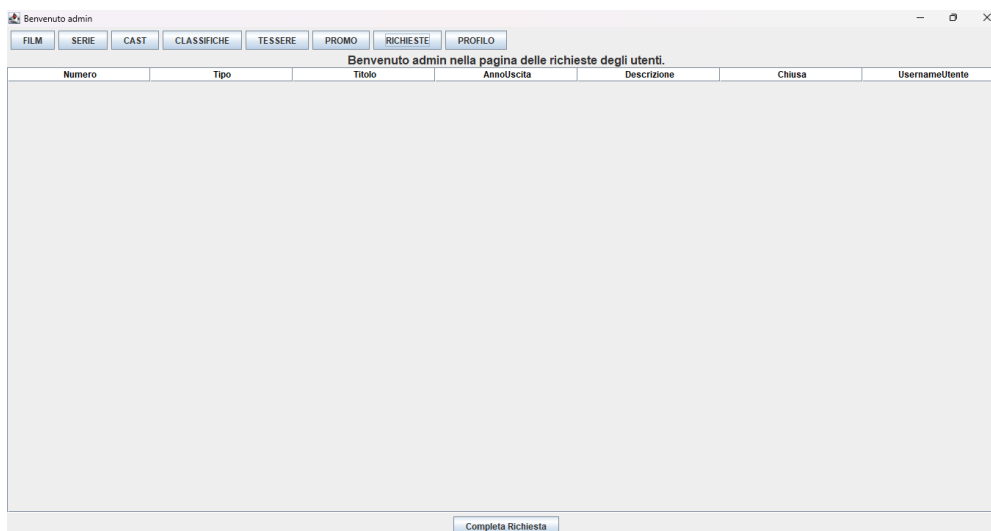 Benvenuto admin
FILM SERIE CAST CLASSIFICHE TESSERE PROMO RICHIESTE PROFILO
Benvenuto admin nella pagina delle richieste degli utenti.
Numero Tipo Titolo AnnoUscita Descrizione Chiusa UsernameUtente
Completa Richiesta